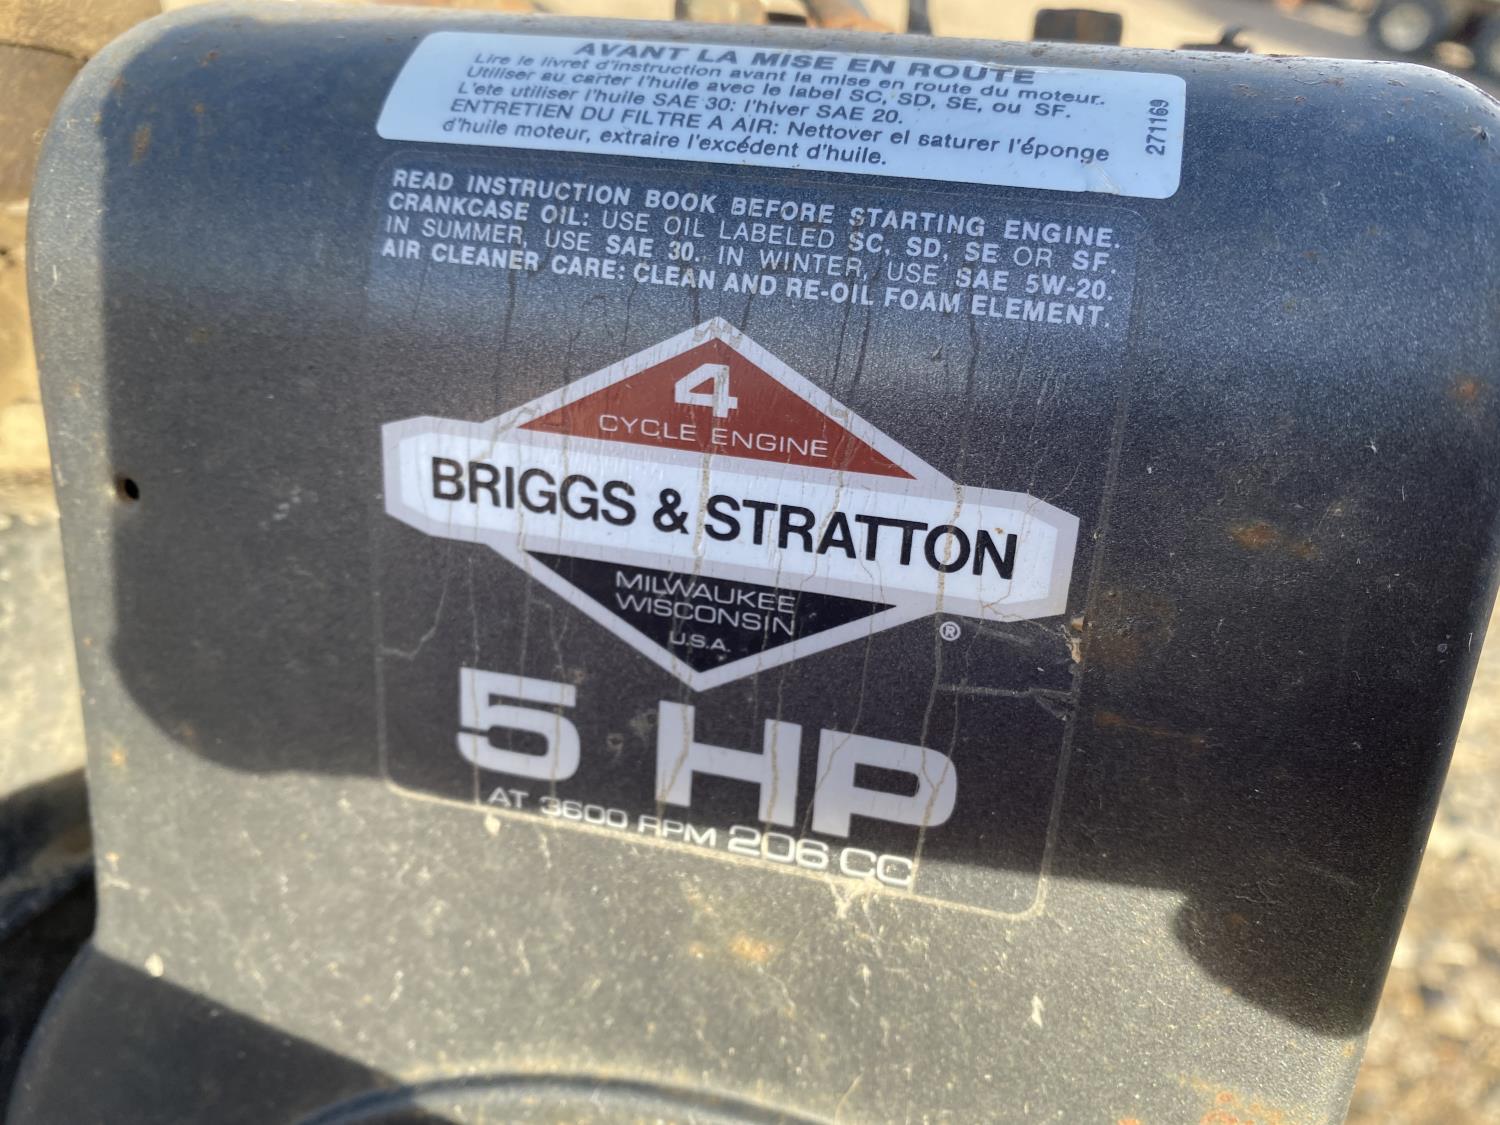 AVANT LA MISE EN ROUTE
Lire le livret d'instruction avant la mise en route du moteur.
Utiliser au carter l'huile avec le label SC, SD, SE, ou SF.
L'ete utiliser l'huile SAE 30: l'hiver SAE 20.
ENTRETIEN DU FILTRE A AIR: Nettover el saturer l'éponge
d'huile moteur, extraire l'excédent d'huile.
271169
READ INSTRUCTION BOOK BEFORE STARTING ENGINE.
CRANKCASE OIL: USE OIL LABELED SC, SD, SE OR SF.
IN SUMMER, USE SAE 30. IN WINTER, USE SAE 5W-20.
AIR CLEANER CARE: CLEAN AND RE-OIL FOAM ELEMENT.
4
CYCLE ENGINE
BRIGGS & STRATTON
MILWAUKEE
WISCONSIN
U.S.A.
®
5 HP
AT 3600 RPM 206 CC